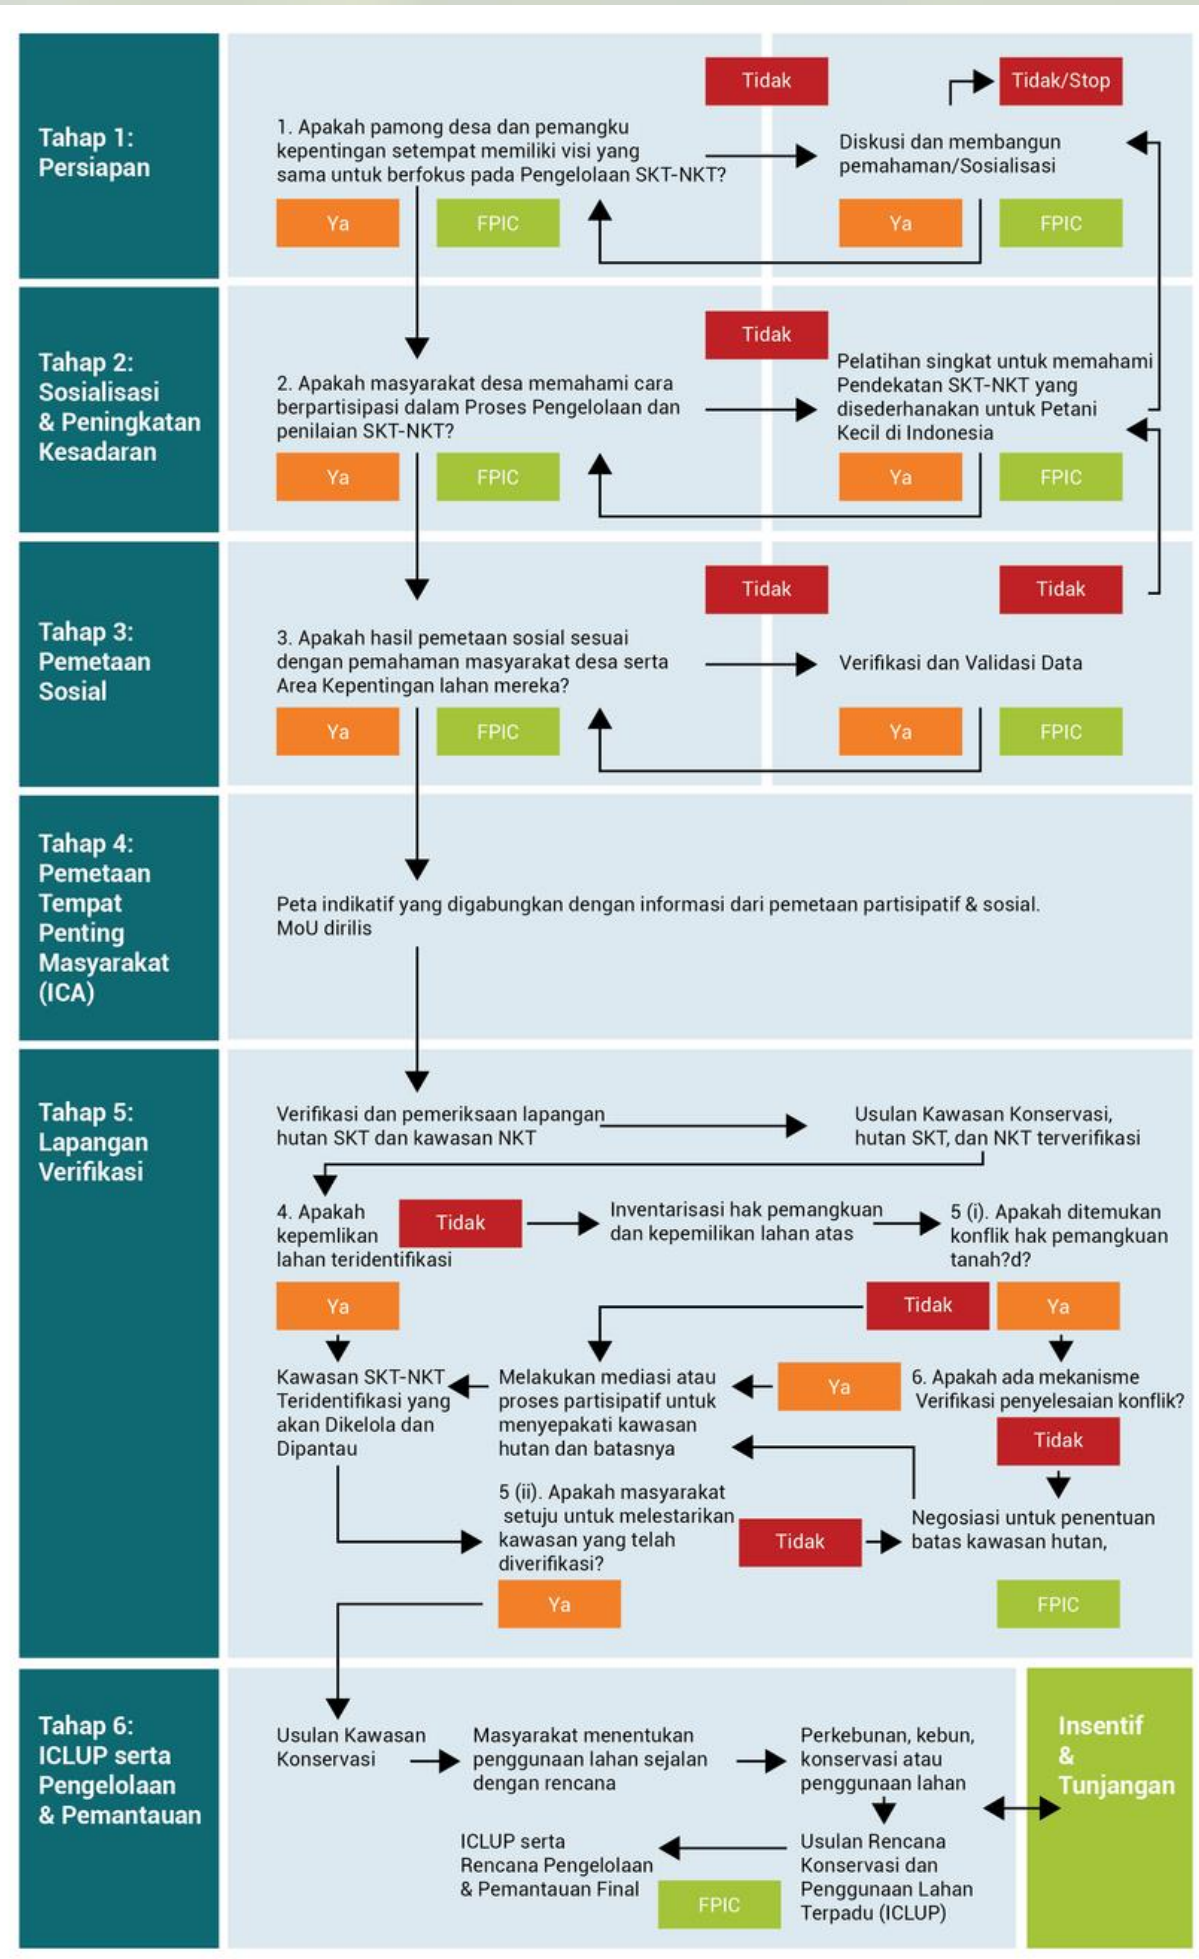 Tahap 1:
Persiapan
1. Apakah pamong desa dan pemangku
kepentingan setempat memiliki visi yang
sama untuk berfokus pada Pengelolaan SKT-NKT?
Ya
FPIC
Tidak
Tidak/Stop
Diskusi dan membangun
pemahaman/Sosialisasi
Ya
FPIC
Tahap 2:
Sosialisasi
& Peningkatan
Kesadaran
2. Apakah masyarakat desa memahami cara
berpartisipasi dalam Proses Pengelolaan dan
penilaian SKT-NKT?
Ya
FPIC
Tidak
Pelatihan singkat untuk memahami
Pendekatan SKT-NKT yang
disederhanakan untuk Petani
Kecil di Indonesia
Ya
FPIC
Tahap 3:
Pemetaan
Sosial
3. Apakah hasil pemetaan sosial sesuai
dengan pemahaman masyarakat desa serta
Area Kepentingan lahan mereka?
Ya
FPIC
Tidak
Tidak
Verifikasi dan Validasi Data
Ya
FPIC
Tahap 4:
Pemetaan
Tempat
Penting
Masyarakat
(ICA)
Peta indikatif yang digabungkan dengan informasi dari pemetaan partisipatif & sosial.
MoU dirilis
Tahap 5:
Lapangan
Verifikasi
Verifikasi dan pemeriksaan lapangan
hutan SKT dan kawasan NKT
Usulan Kawasan Konservasi,
hutan SKT, dan NKT terverifikasi
4. Apakah
kepemlikan
lahan teridentifikasi
Tidak
Inventarisasi hak pemangkuan
dan kepemilikan lahan atas
5 (i). Apakah ditemukan
konflik hak pemangkuan
tanah?d?
Ya
Tidak
Ya
Kawasan SKT-NKT
Teridentifikasi yang
akan Dikelola dan
Dipantau
Melakukan mediasi atau
proses partisipatif untuk
menyepakati kawasan
hutan dan batasnya
Ya
6. Apakah ada mekanisme
Verifikasi penyelesaian konflik?
Tidak
5 (ii). Apakah masyarakat
setuju untuk melestarikan
kawasan yang telah
diverifikasi?
Tidak
Negosiasi untuk penentuan
batas kawasan hutan,
Ya
FPIC
Tahap 6:
ICLUP serta
Pengelolaan
& Pemantauan
Usulan Kawasan
Konservasi
Masyarakat menentukan
penggunaan lahan sejalan
dengan rencana
Perkebunan, kebun,
konservasi atau
penggunaan lahan
Insentif
&
Tunjangan
ICLUP serta
Rencana Pengelolaan
& Pemantauan Final
FPIC
Usulan Rencana
Konservasi dan
Penggunaan Lahan
Terpadu (ICLUP)